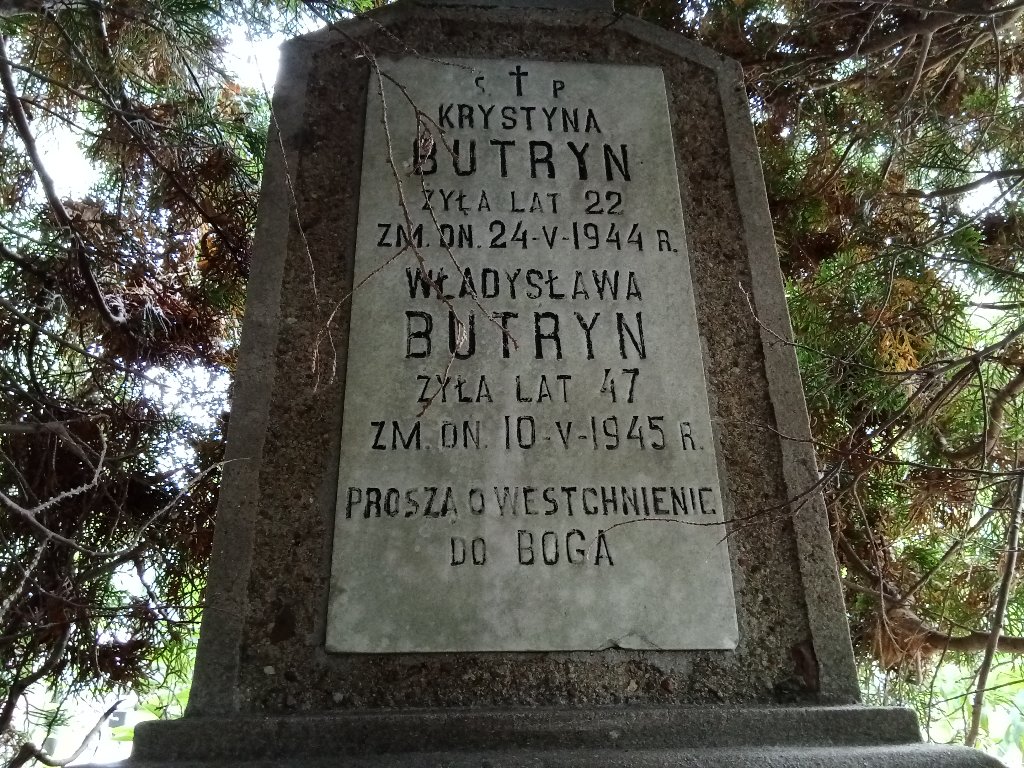 Ś † P
KRYSTYNA
BUTRYN
ŻYŁA LAT 22
ZM. DN. 24-V-1944 R.
WŁADYSŁAWA
BUTRYN
ŻYŁA LAT 47
ZM. DN. 10-V-1945 R.
PROSZĄ O WESTCHNIENIE
DO BOGA